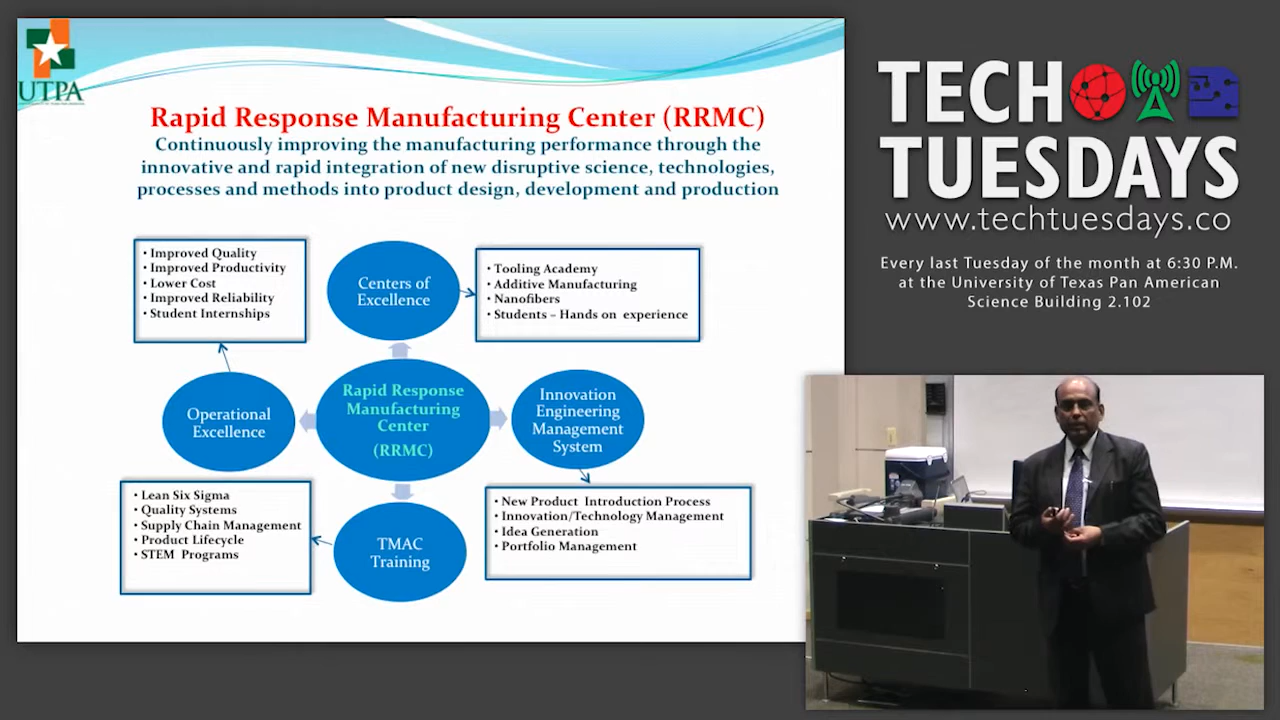 UTPA
Rapid Response Manufacturing Center (RRMC)
Continuously improving the manufacturing performance through the
innovative and rapid integration of new disruptive science, technologies,
processes and methods into product design, development and production
• Improved Quality
• Improved Productivity
• Lower Cost
• Improved Reliability
• Student Internships
Centers of
Excellence
• Tooling Academy
• Additive Manufacturing
• Nanofibers
• Students – Hands on experience
Operational
Excellence
Rapid Response
Manufacturing
Center
(RRMC)
Innovation
Engineering
Management
System
• Lean Six Sigma
• Quality Systems
• Supply Chain Management
• Product Lifecycle
• STEM Programs
TMAC
Training
• New Product Introduction Process
• Innovation/Technology Management
• Idea Generation
• Portfolio Management
TECH
TUESDAYS
www.techtuesdays.co
Every last Tuesday of the month at 6:30 P.M.
at the University of Texas Pan American
Science Building 2.102